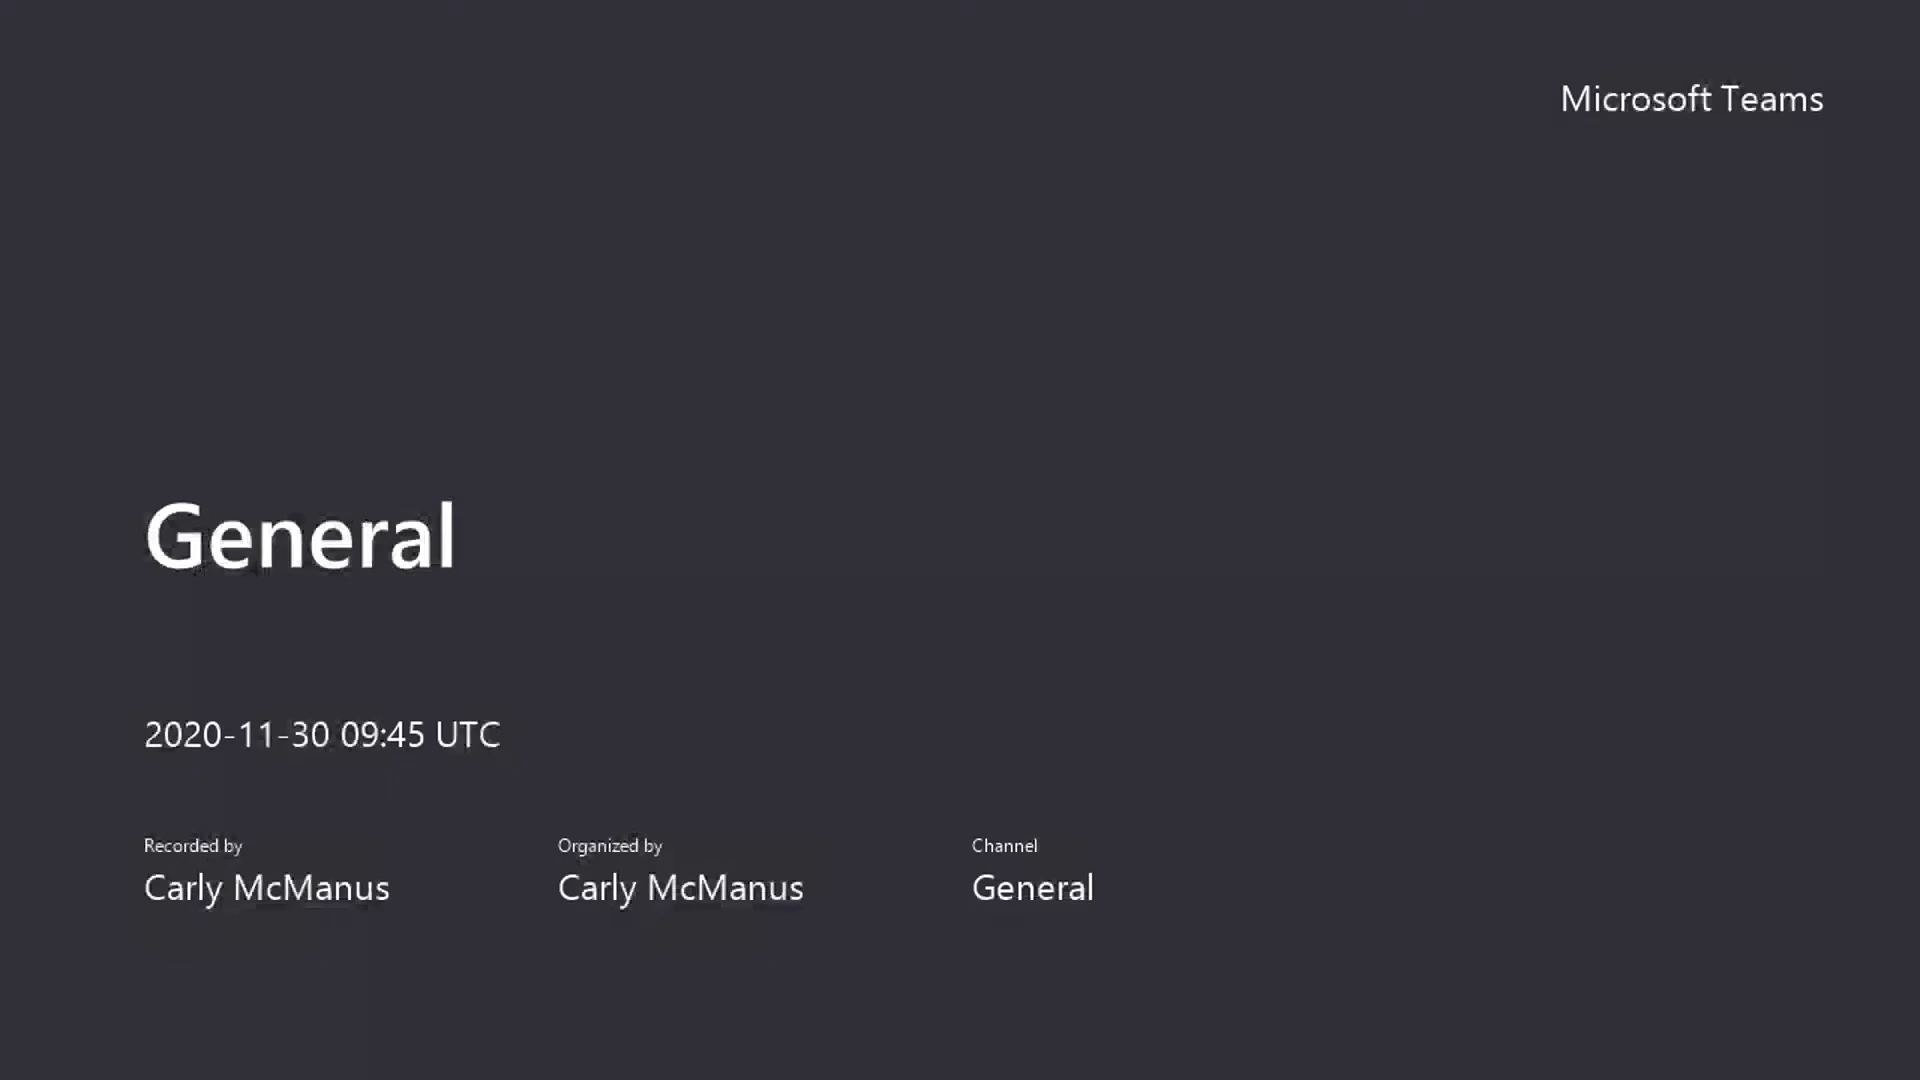 Microsoft Teams
General
2020-11-30 09:45 UTC
Recorded by
Carly McManus
Organized by
Carly McManus
Channel
General